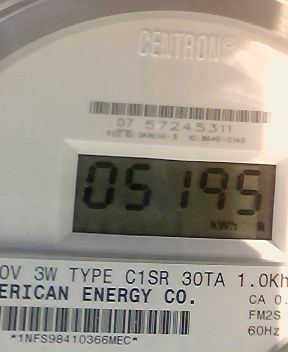 CENTRON®
07 57245311
05195
kWh
0V 3W TYPE C1SR 30TA 1.0Kh
ERICAN ENERGY CO.
CA 0.
FM2S
60Hz
*1NFS98410366MEC*